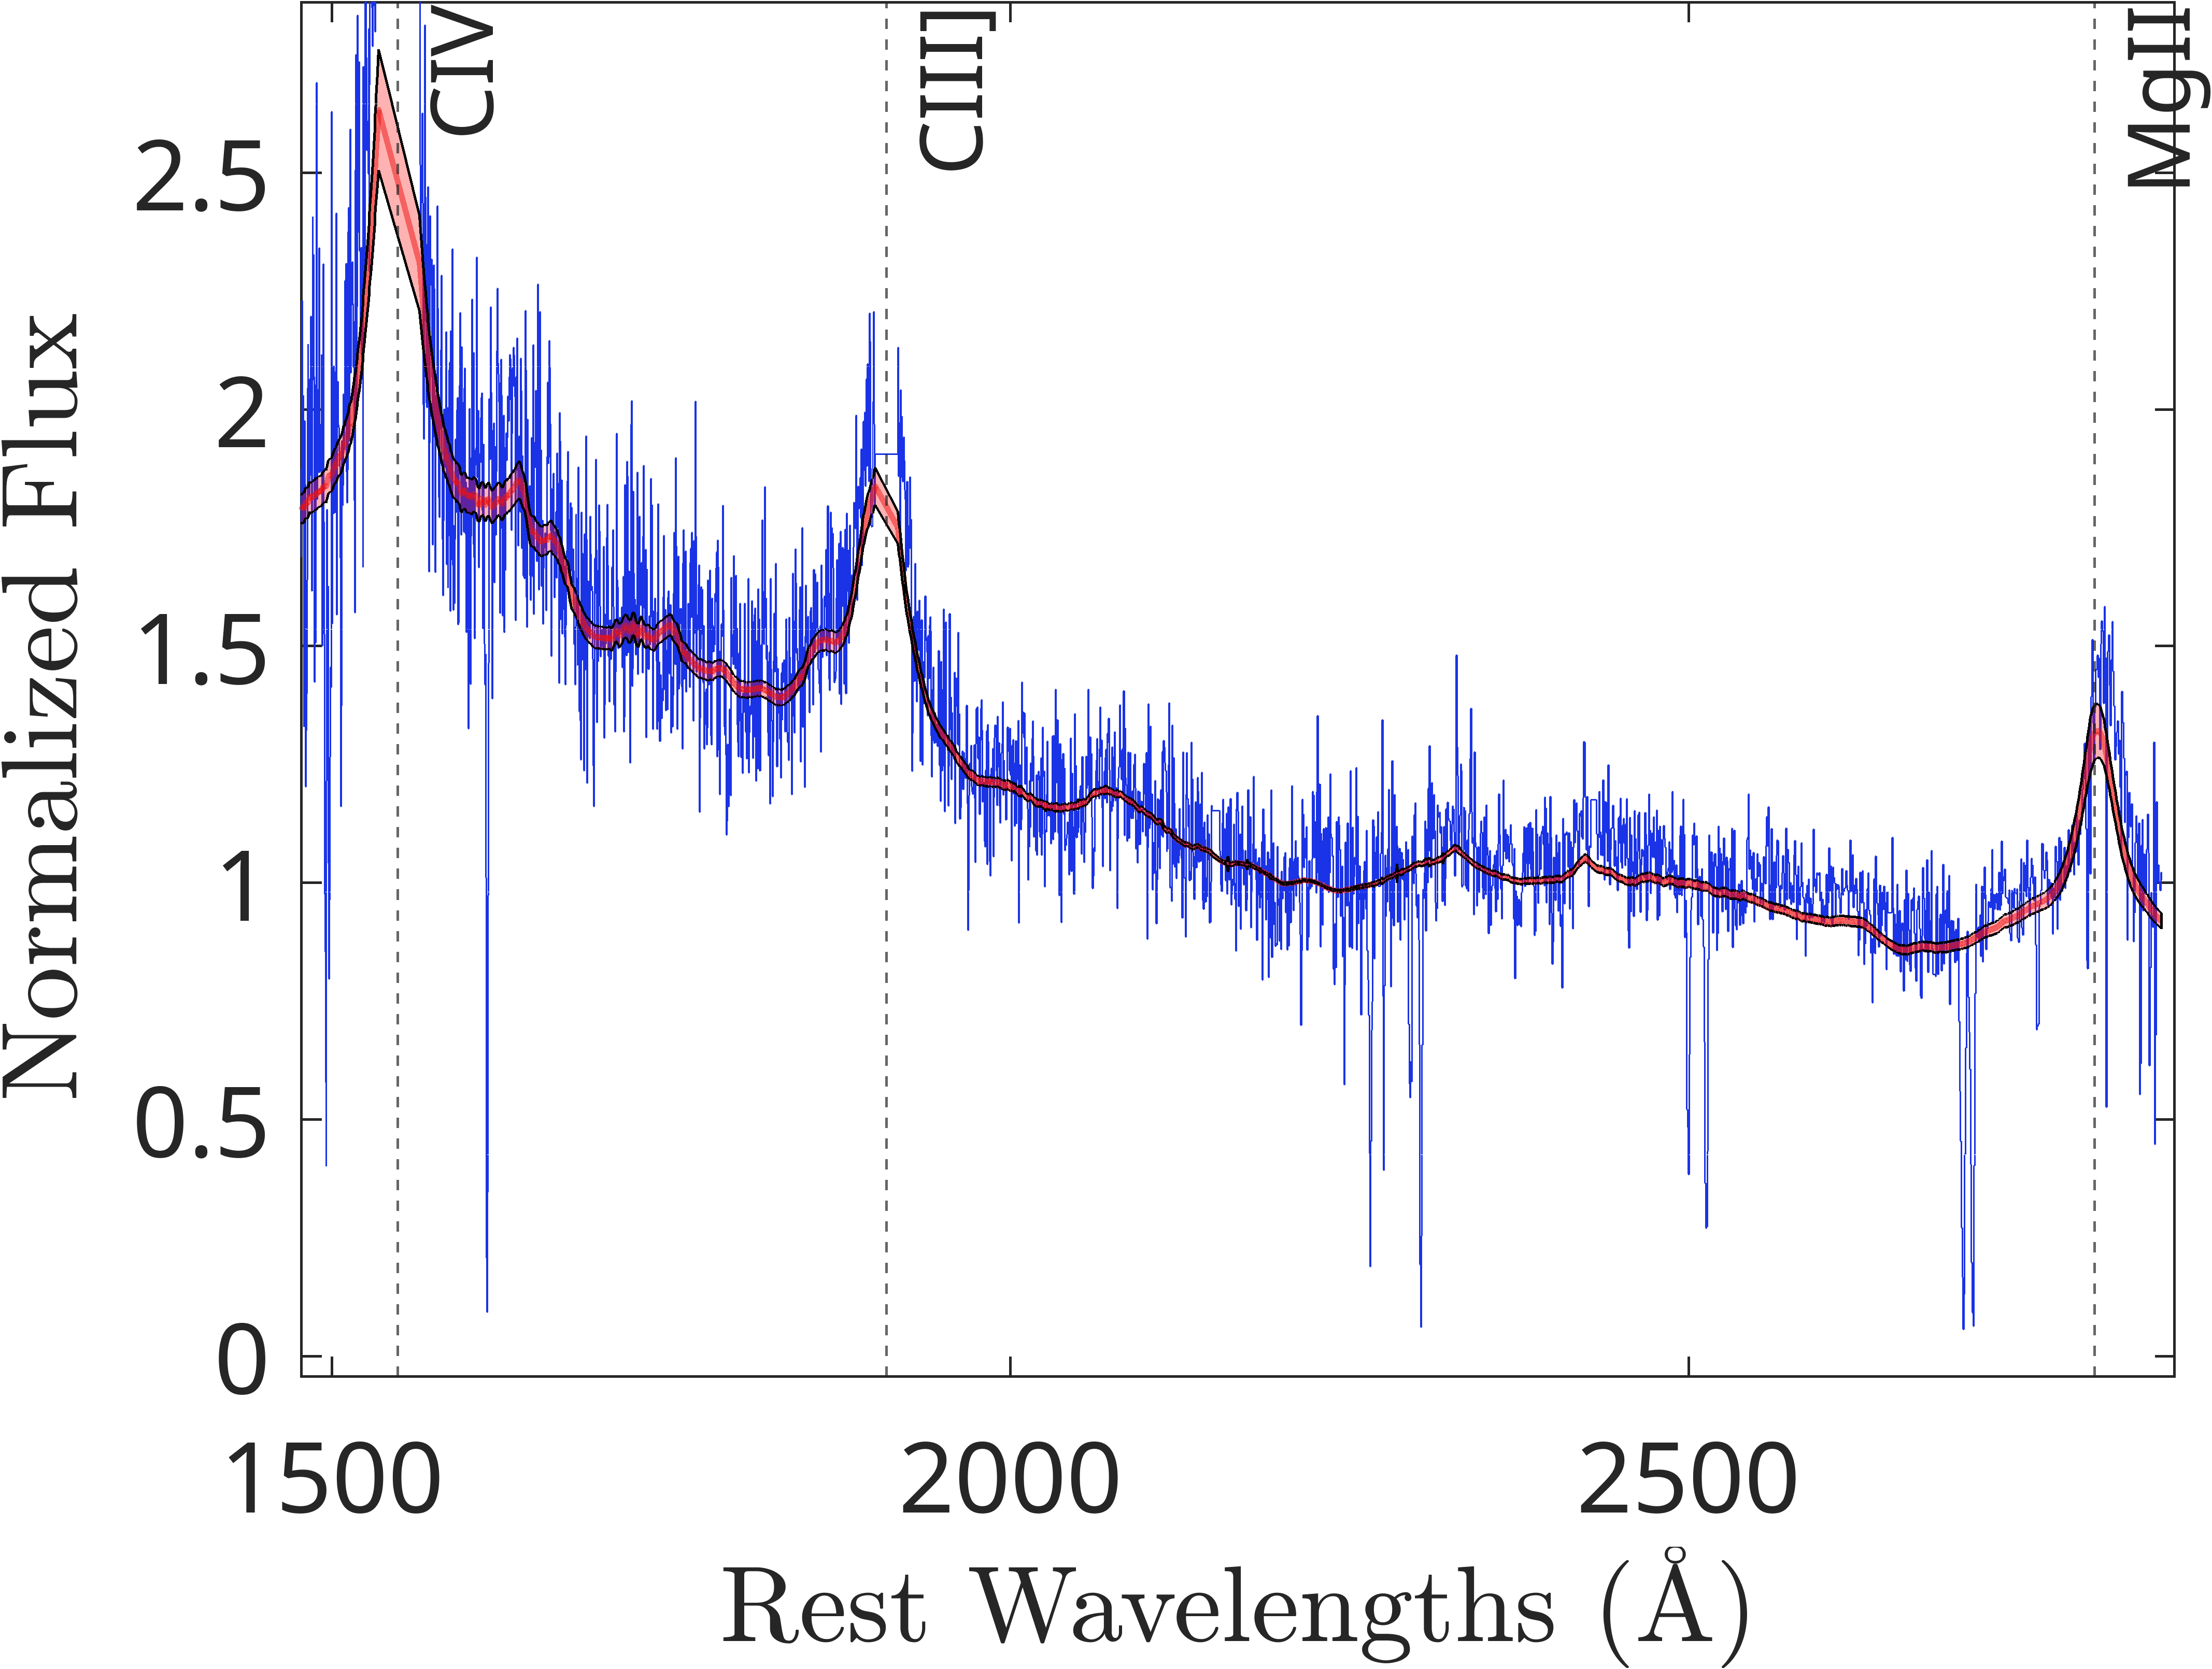 CIV
CIII]
MgII
2.5
2
1.5
1
0.5
0
Normalized Flux
1500
2000
2500
Rest Wavelengths (Å)